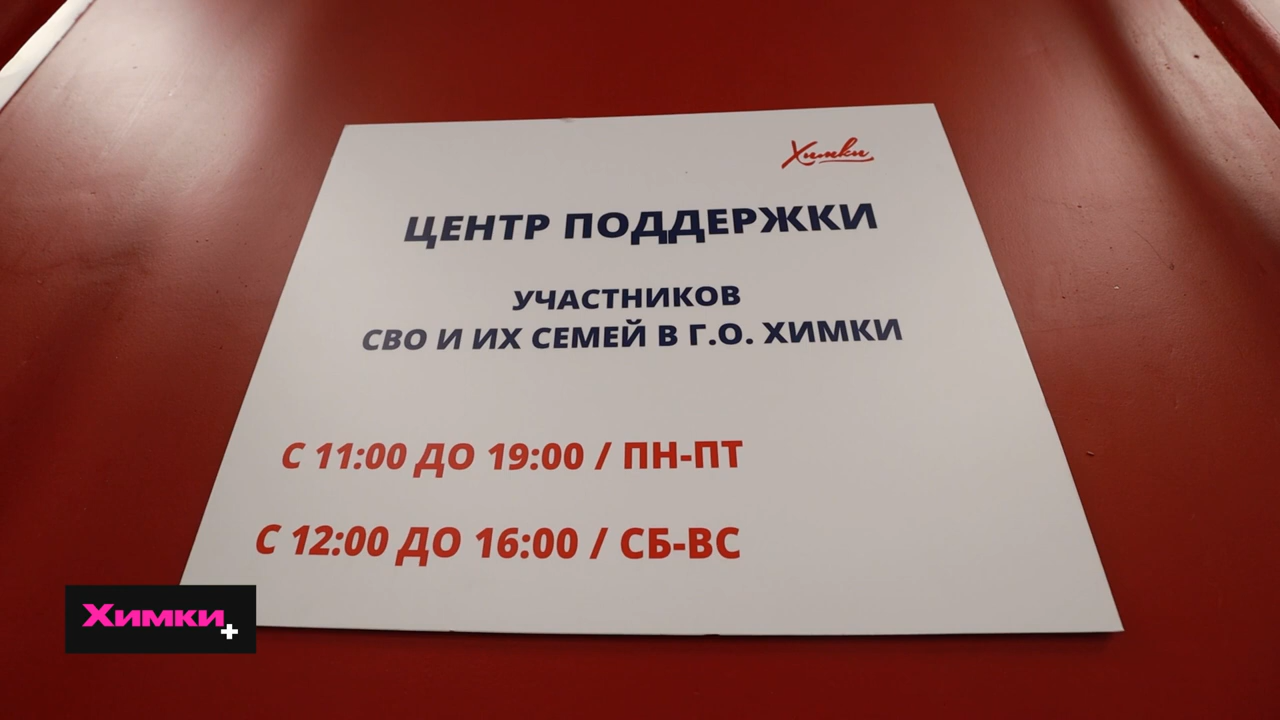 Химки
ЦЕНТР ПОДДЕРЖКИ
УЧАСТНИКОВ
СВО И ИХ СЕМЕЙ В Г.О. ХИМКИ
С 11:00 ДО 19:00 / ПН-ПТ
С 12:00 ДО 16:00 / СБ-ВС
Химки+